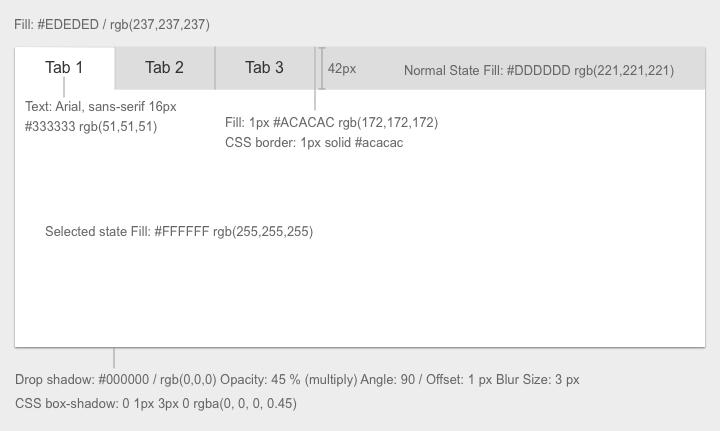 Fill: #EDEDED / rgb(237,237,237)
Tab 1
Tab 2
Tab 3
42px
Normal State Fill: #DDDDDD rgb(221,221,221)
Text: Arial, sans-serif 16px
#333333 rgb(51,51,51)
Fill: 1px #ACACAC rgb(172,172,172)
CSS border: 1px solid #acacac
Selected state Fill: #FFFFFF rgb(255,255,255)
Drop shadow: #000000 / rgb(0,0,0) Opacity: 45 % (multiply) Angle: 90 / Offset: 1 px Blur Size: 3 px
CSS box-shadow: 0 1px 3px 0 rgba(0, 0, 0, 0.45)